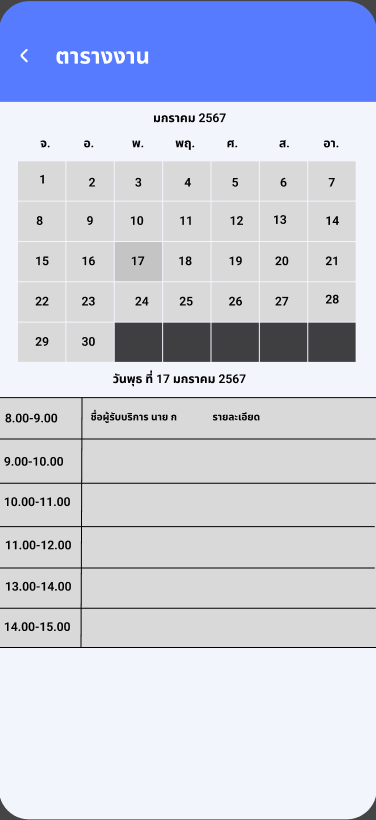 ตารางงาน
มกราคม 2567
จ. อ. พ. พฤ. ศ. ส. อา.
1 2 3 4 5 6 7
8 9 10 11 12 13 14
15 16 17 18 19 20 21
22 23 24 25 26 27 28
29 30
วันพุธ ที่ 17 มกราคม 2567
8.00-9.00 ชื่อผู้รับบริการ นาย ก รายละเอียด
9.00-10.00
10.00-11.00
11.00-12.00
13.00-14.00
14.00-15.00